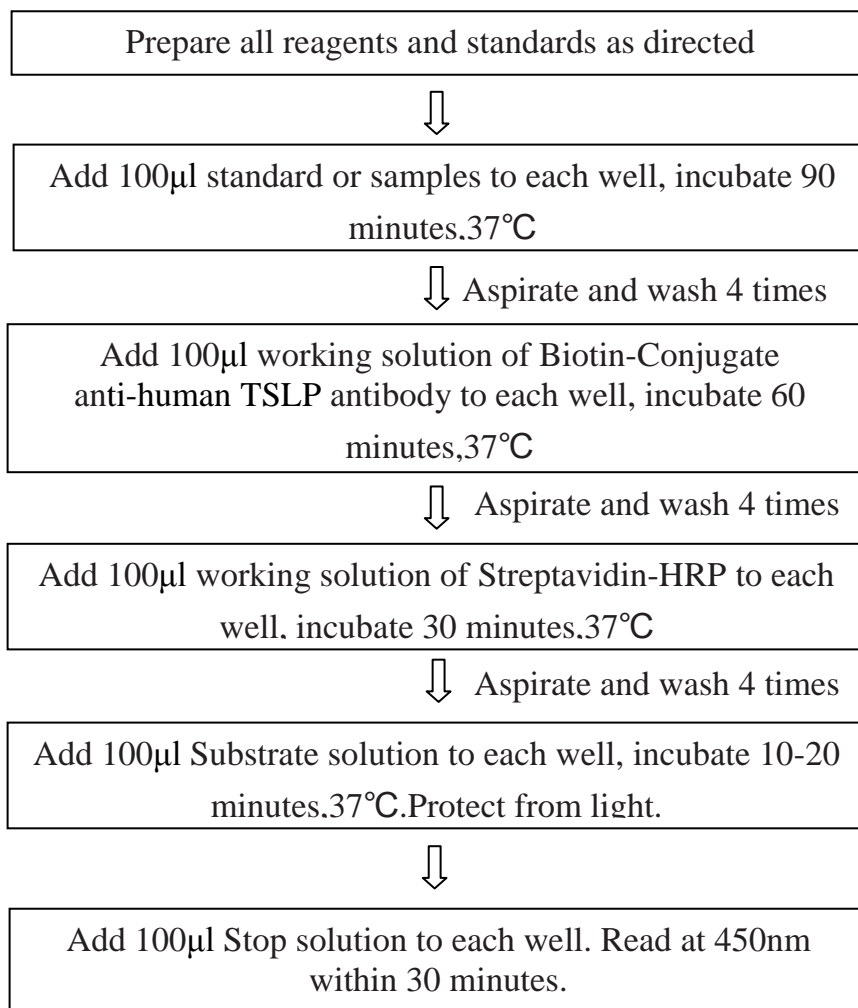 Prepare all reagents and standards as directed
Add 100μl standard or samples to each well, incubate 90
minutes,37℃
Aspirate and wash 4 times
Add 100μl working solution of Biotin-Conjugate
anti-human TSLP antibody to each well, incubate 60
minutes,37℃
Aspirate and wash 4 times
Add 100μl working solution of Streptavidin-HRP to each
well, incubate 30 minutes,37℃
Aspirate and wash 4 times
Add 100μl Substrate solution to each well, incubate 10-20
minutes,37℃.Protect from light.
Add 100μl Stop solution to each well. Read at 450nm
within 30 minutes.